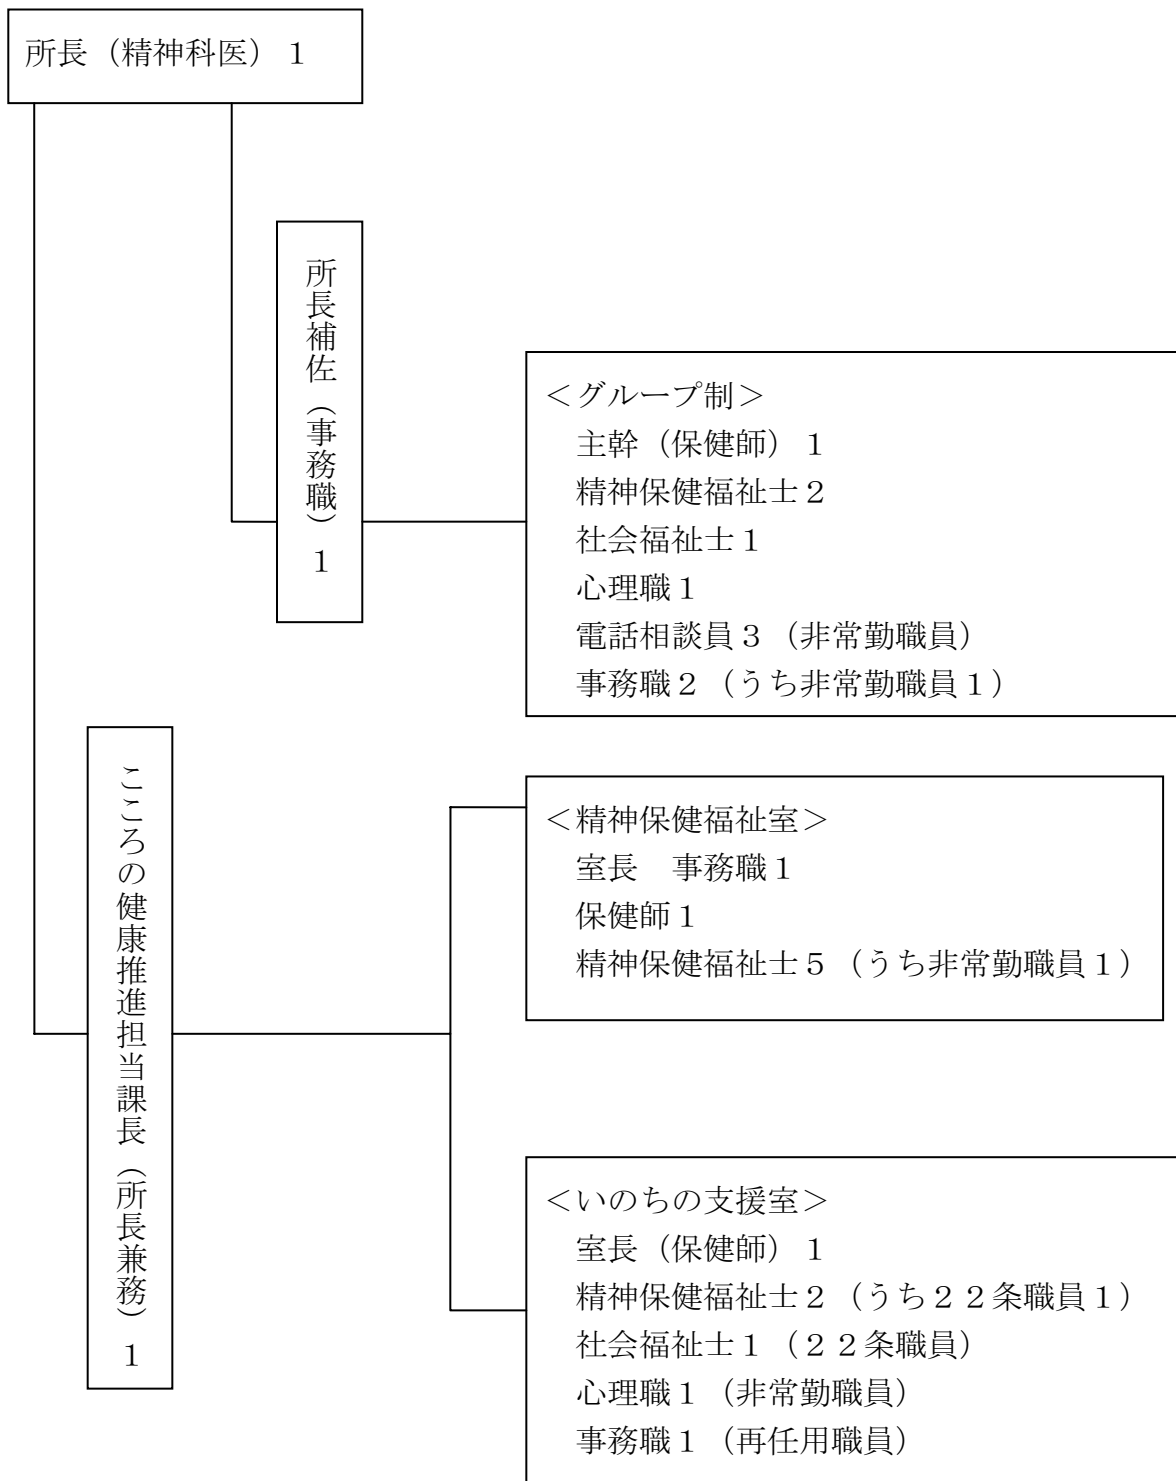 所長（精神科医）１
所長補佐（事務職）１
＜グループ制＞
主幹（保健師）１
精神保健福祉士２
社会福祉士１
心理職１
電話相談員３（非常勤職員）
事務職２（うち非常勤職員１）
こころの健康推進担当課長（所長兼務）１
＜精神保健福祉室＞
室長　事務職１
保健師１
精神保健福祉士５（うち非常勤職員１）
＜いのちの支援室＞
室長（保健師）１
精神保健福祉士２（うち２２条職員１）
社会福祉士１（２２条職員）
心理職１（非常勤職員）
事務職１（再任用職員）